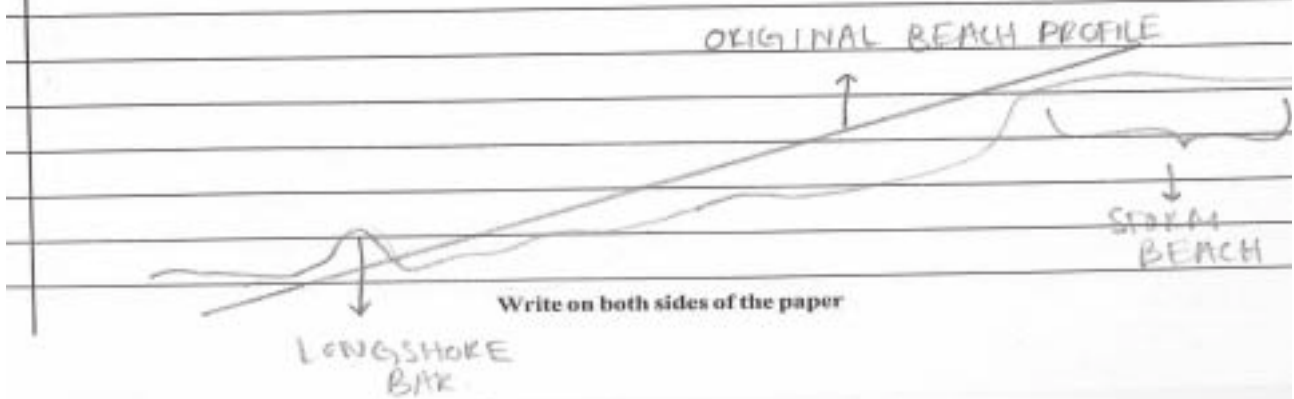 ORIGINAL BEACH PROFILE
STORM
BEACH
Write on both sides of the paper
LONGSHORE
BAR